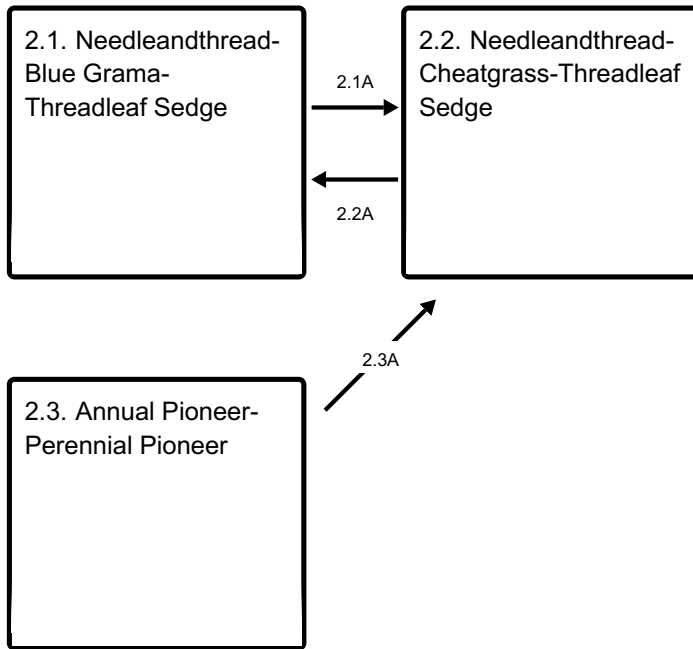 2.1. Needleandthread-
Blue Grama-
Threadleaf Sedge
2.1A
2.2. Needleandthread-
Cheatgrass-Threadleaf
Sedge
2.2A
2.3A
2.3. Annual Pioneer-
Perennial Pioneer